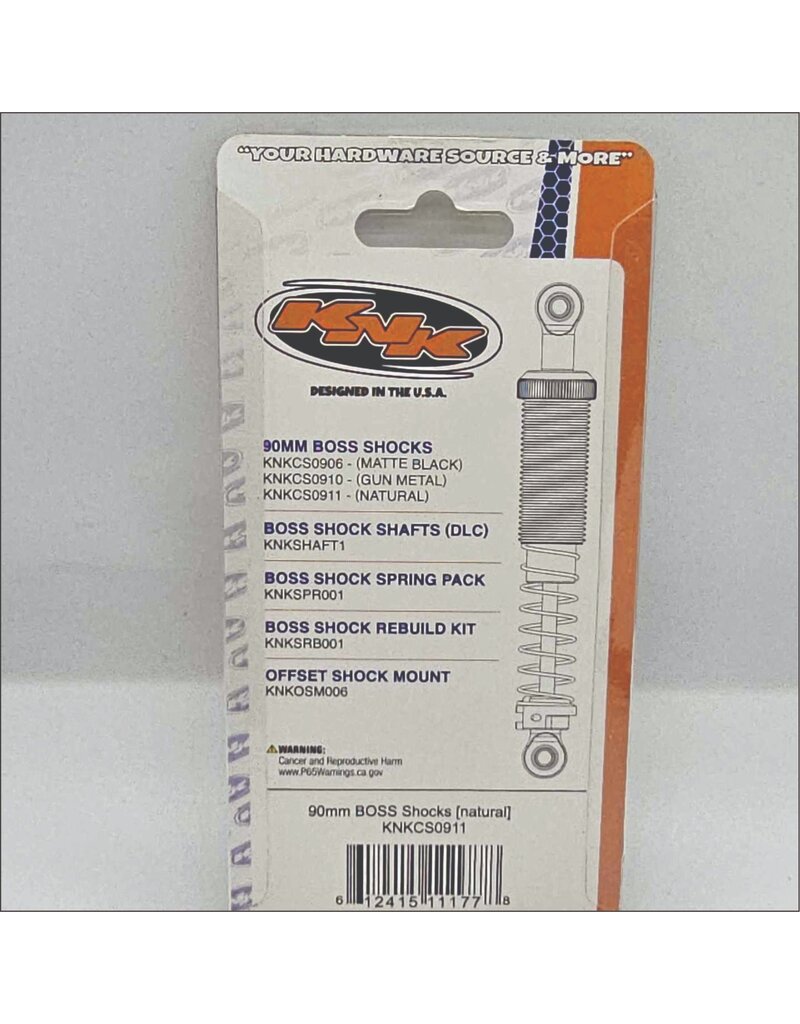 "YOUR HARDWARE SOURCE & MORE"
KNK
DESIGNED IN THE U.S.A.
90MM BOSS SHOCKS
KNKCS0906 - (MATTE BLACK)
KNKCS0910 - (GUN METAL)
KNKCS0911 - (NATURAL)
BOSS SHOCK SHAFTS (DLC)
KNKSHAFT1
BOSS SHOCK SPRING PACK
KNKSPR001
BOSS SHOCK REBUILD KIT
KNKSRB001
OFFSET SHOCK MOUNT
KNKOSM006
WARNING:
Cancer and Reproductive Harm
www.P65Warnings.ca.gov
90mm BOSS Shocks [natural]
KNKCS0911
6 12415 11177 8